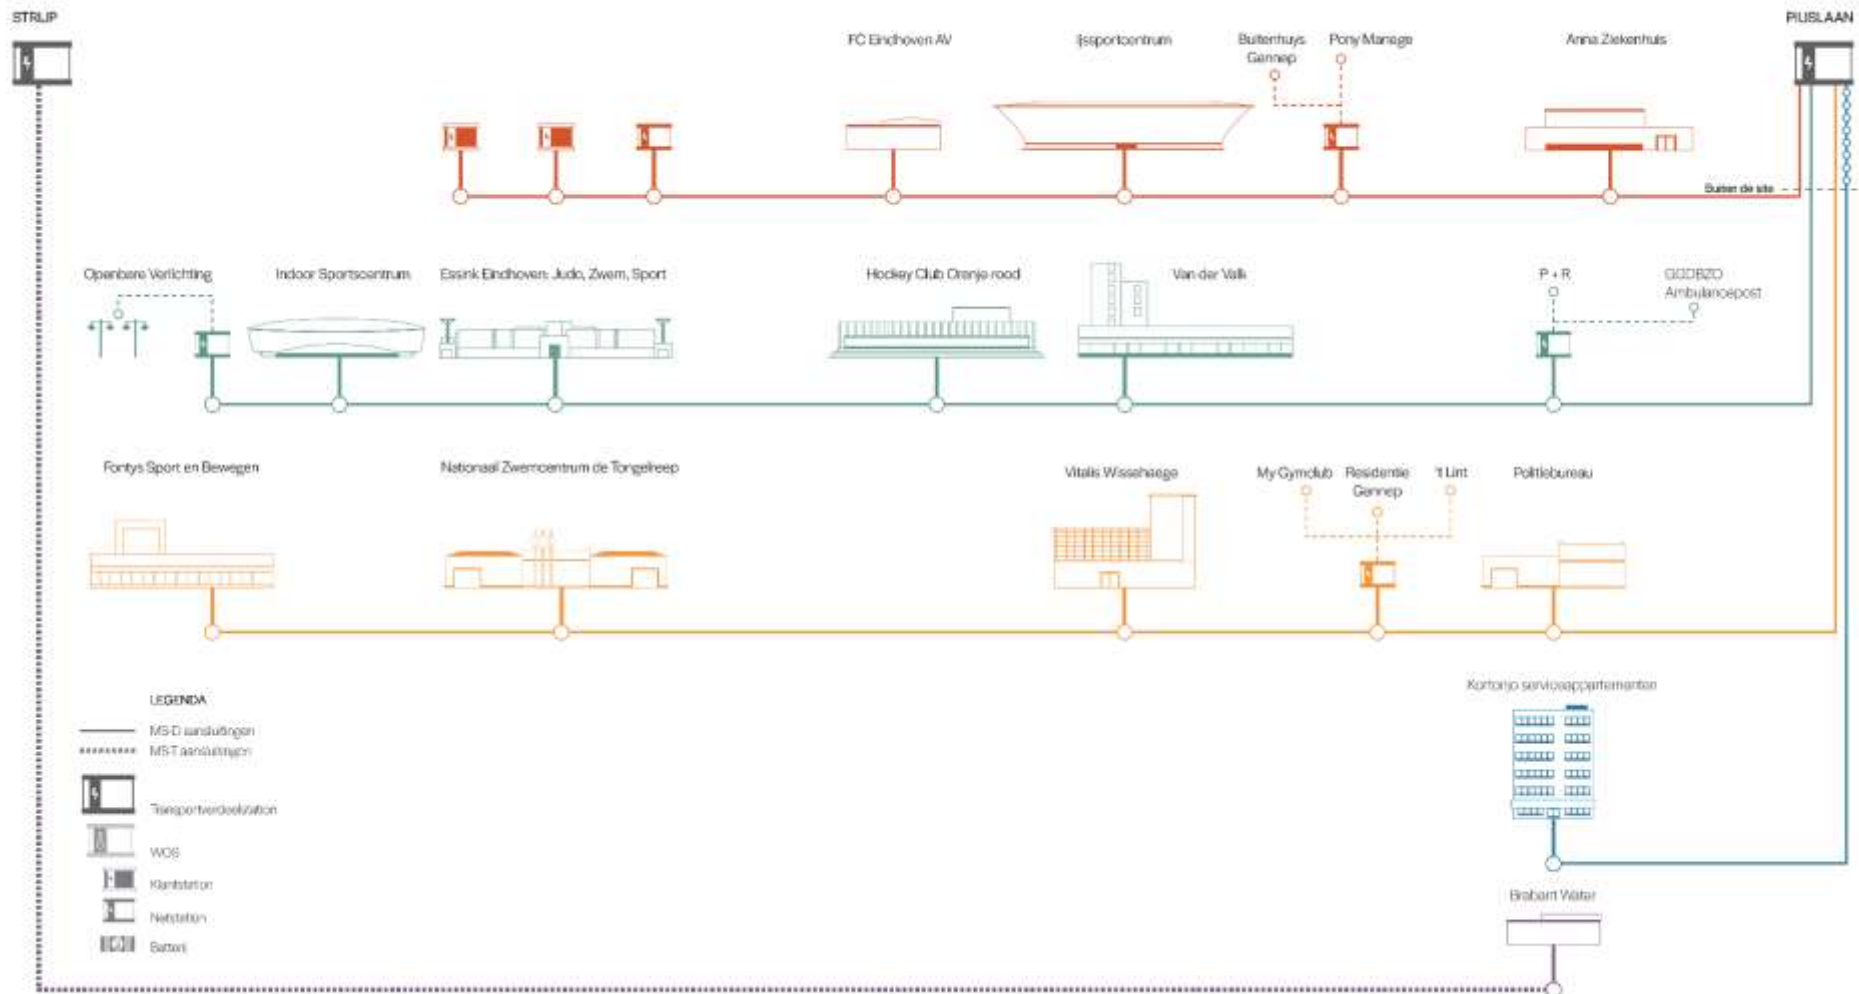 STRIJP
PIUSLAAN
FC Eindhoven AV
Ijssportcentrum
Buitenhuys
Gennep
Pony Manege
Anna Ziekenhuis
Buiten de site
Openbare Verlichting
Indoor Sportscentrum
Essink Eindhoven: Judo, Zwem, Sport
Hockey Club Oranje-rood
Van der Valk
P + R
GGDBZO
Ambulancepost
Fontys Sport en Bewegen
Nationaal Zwemcentrum de Tongelreep
Vitalis Wissehaege
My Gymclub
Residentie
Gennep
't Lint
Politiebureau
Kortonjo serviceappartementen
LEGENDA
MS-D aansluitingen
MS-T aansluitingen
Transportverdeelstation
WOS
Klantstation
Netstation
Batterij
Brabant Water